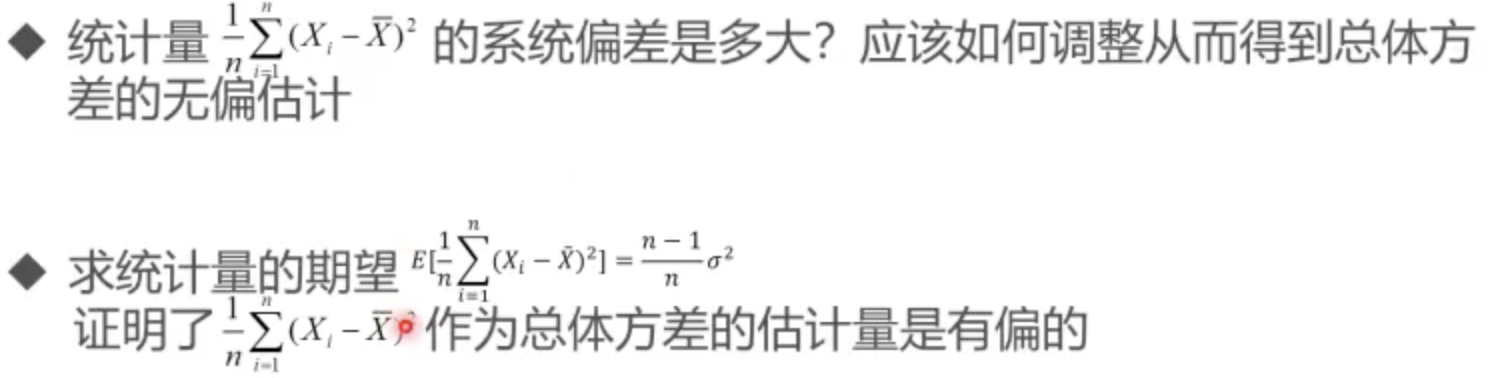 ◆ 统计量 $\frac{1}{n}\sum_{i=1}^{n}(X_i-\overline{X})^2$ 的系统偏差是多大？应该如何调整从而得到总体方
差的无偏估计
◆ 求统计量的期望 $E[\frac{1}{n}\sum_{i=1}^{n}(X_i-\bar{X})^2]=\frac{n-1}{n}\sigma^2$
证明了 $\frac{1}{n}\sum_{i=1}^{n}(X_i-\overline{X})^2$ 作为总体方差的估计量是有偏的